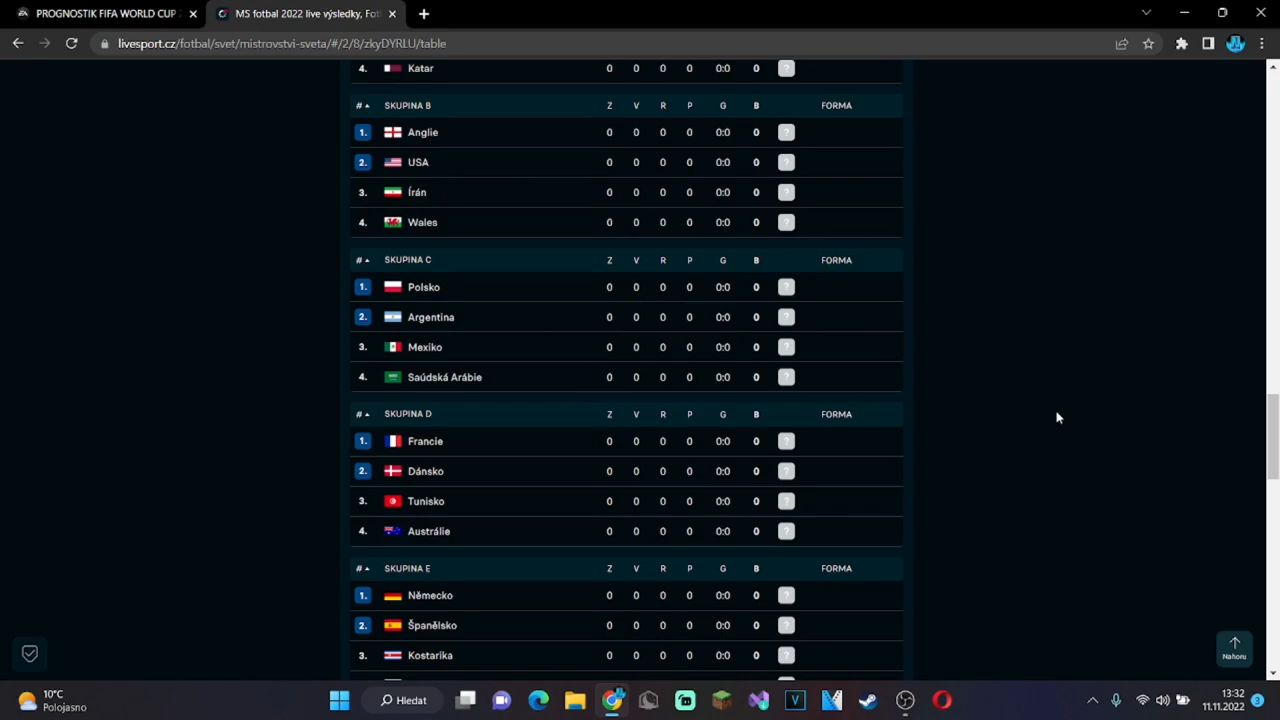 PROGNOSTIK FIFA WORLD CUP
MS fotbal 2022 live výsledky, Fot
livesport.cz/fotbal/svet/mistrovstvi-sveta/#/2/8/zkyDYRLU/table
4. Katar 0 0 0 0 0:0 0 ?
# SKUPINA B Z V R P G B FORMA
1. Anglie 0 0 0 0 0:0 0 ?
2. USA 0 0 0 0 0:0 0 ?
3. Írán 0 0 0 0 0:0 0 ?
4. Wales 0 0 0 0 0:0 0 ?
# SKUPINA C Z V R P G B FORMA
1. Polsko 0 0 0 0 0:0 0 ?
2. Argentina 0 0 0 0 0:0 0 ?
3. Mexiko 0 0 0 0 0:0 0 ?
4. Saúdská Arábie 0 0 0 0 0:0 0 ?
# SKUPINA D Z V R P G B FORMA
1. Francie 0 0 0 0 0:0 0 ?
2. Dánsko 0 0 0 0 0:0 0 ?
3. Tunisko 0 0 0 0 0:0 0 ?
4. Austrálie 0 0 0 0 0:0 0 ?
# SKUPINA E Z V R P G B FORMA
1. Německo 0 0 0 0 0:0 0 ?
2. Španělsko 0 0 0 0 0:0 0 ?
3. Kostarika 0 0 0 0 0:0 0 ?
Nahoru
10°C
Polojasno
Hledat
13:32
11.11.2022
3